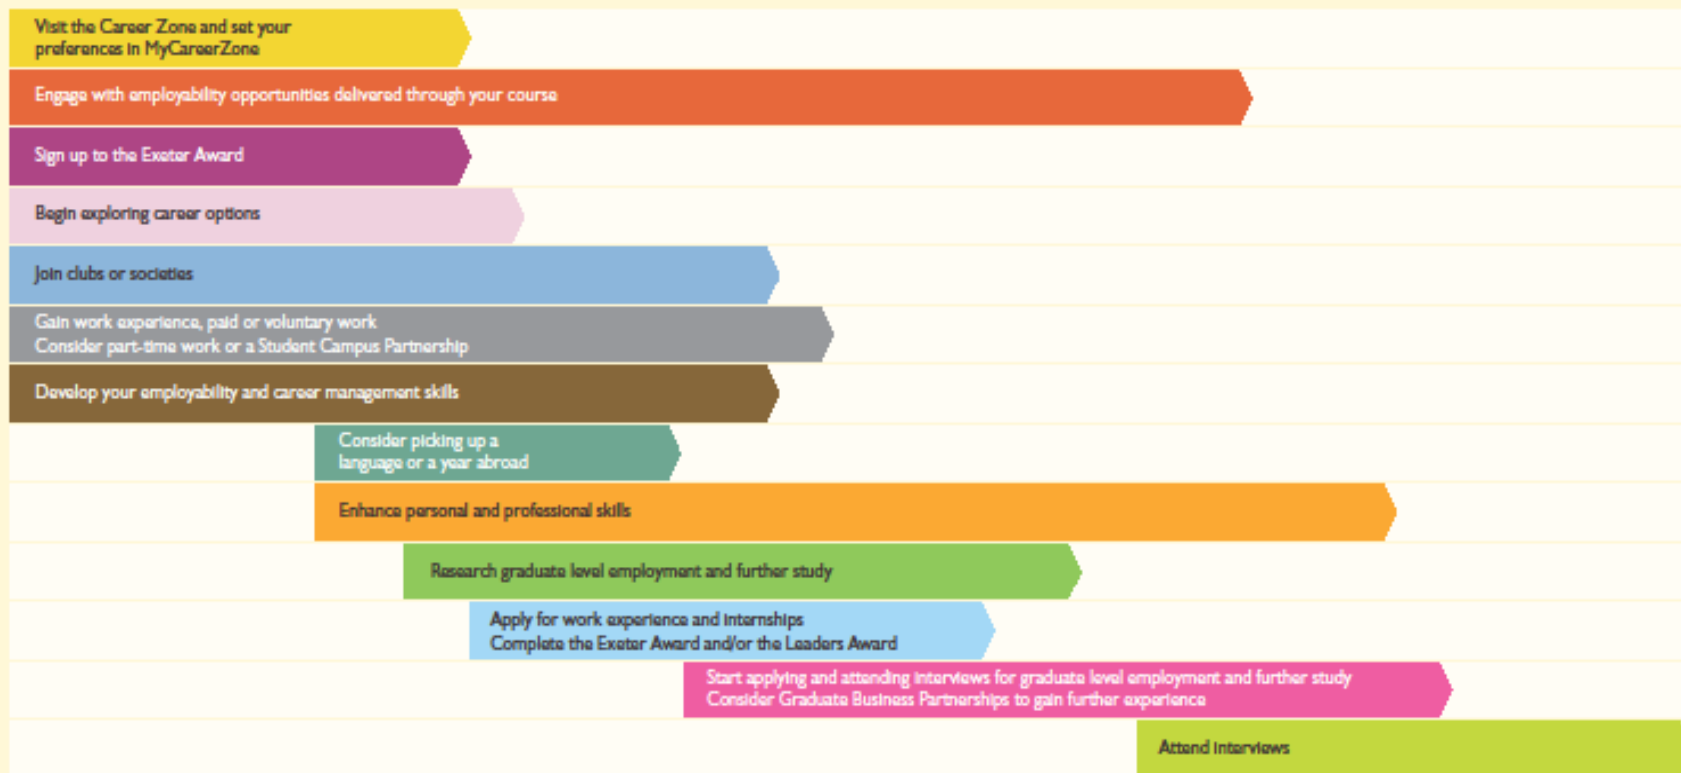 Visit the Career Zone and set your
preferences in MyCareerZone
Engage with employability opportunities delivered through your course
Sign up to the Exeter Award
Begin exploring career options
Join clubs or societies
Gain work experience, paid or voluntary work
Consider part-time work or a Student Campus Partnership
Develop your employability and career management skills
Consider picking up a
language or a year abroad
Enhance personal and professional skills
Research graduate level employment and further study
Apply for work experience and internships
Complete the Exeter Award and/or the Leaders Award
Start applying and attending interviews for graduate level employment and further study
Consider Graduate Business Partnerships to gain further experience
Attend interviews